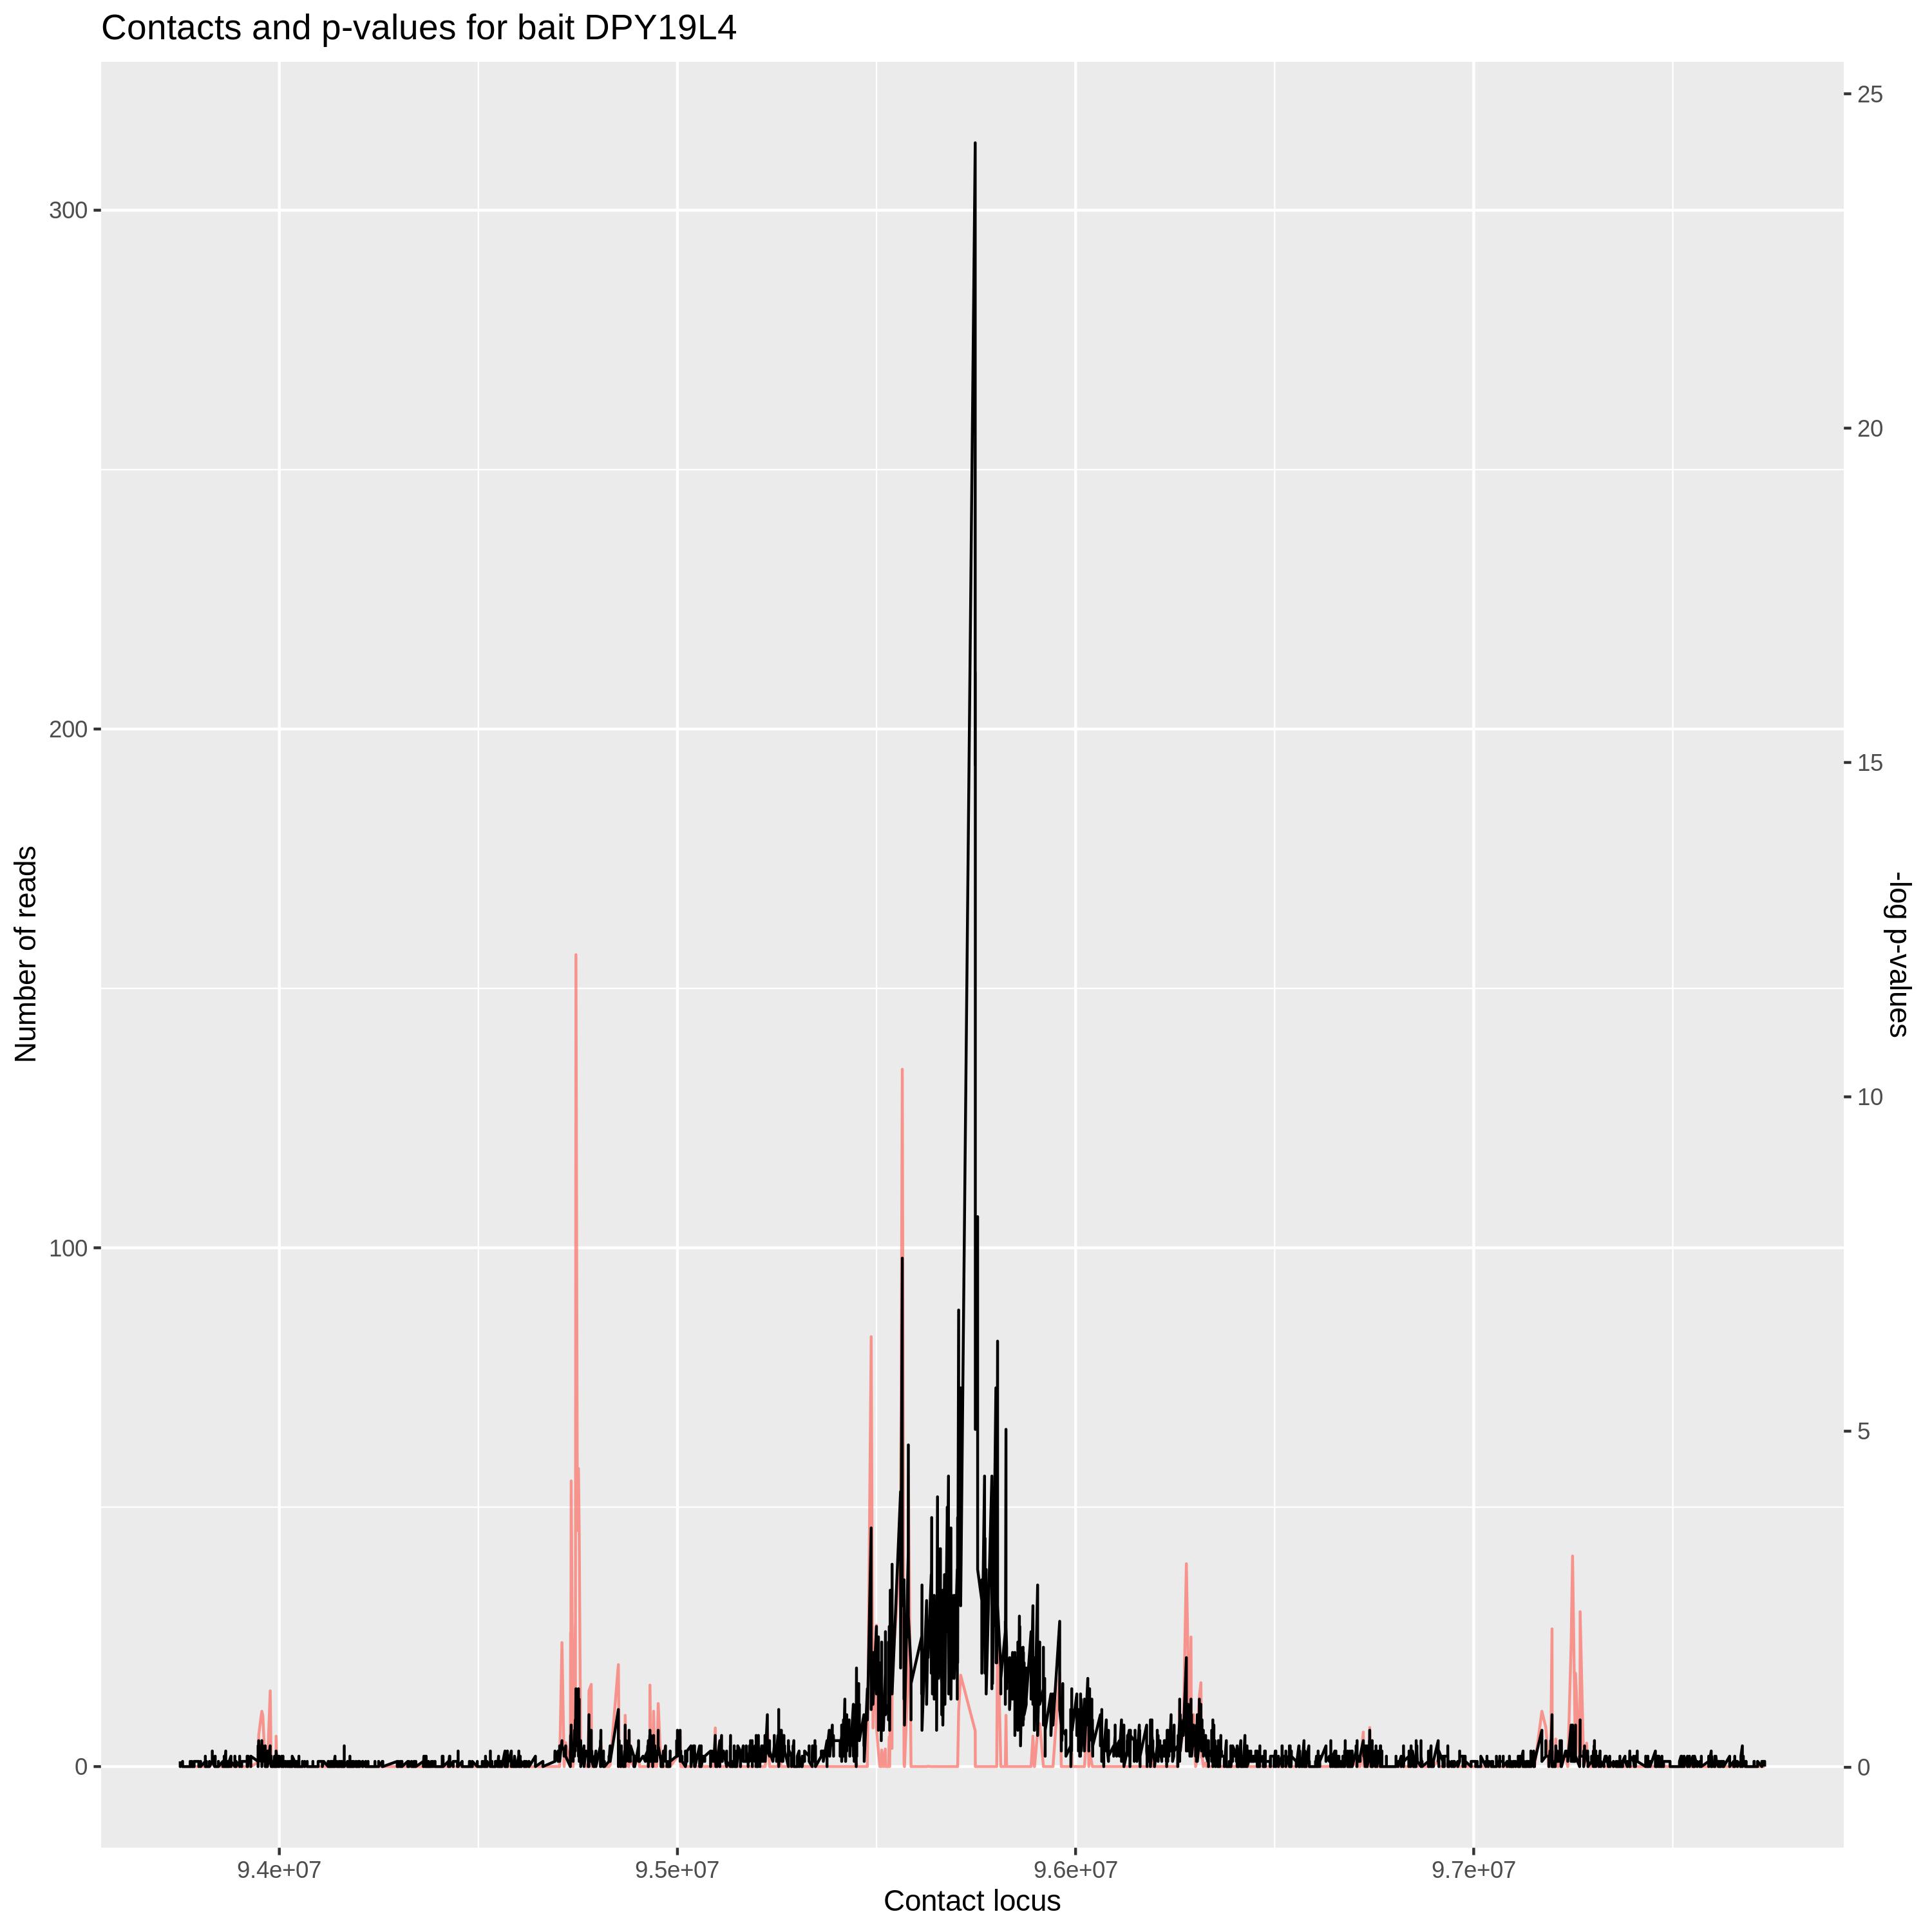 Contacts and p-values for bait DPY19L4
Number of reads
300
200
100
0
25
20
15
10
5
0
-log p-values
9.4e+07
9.5e+07
9.6e+07
9.7e+07
Contact locus